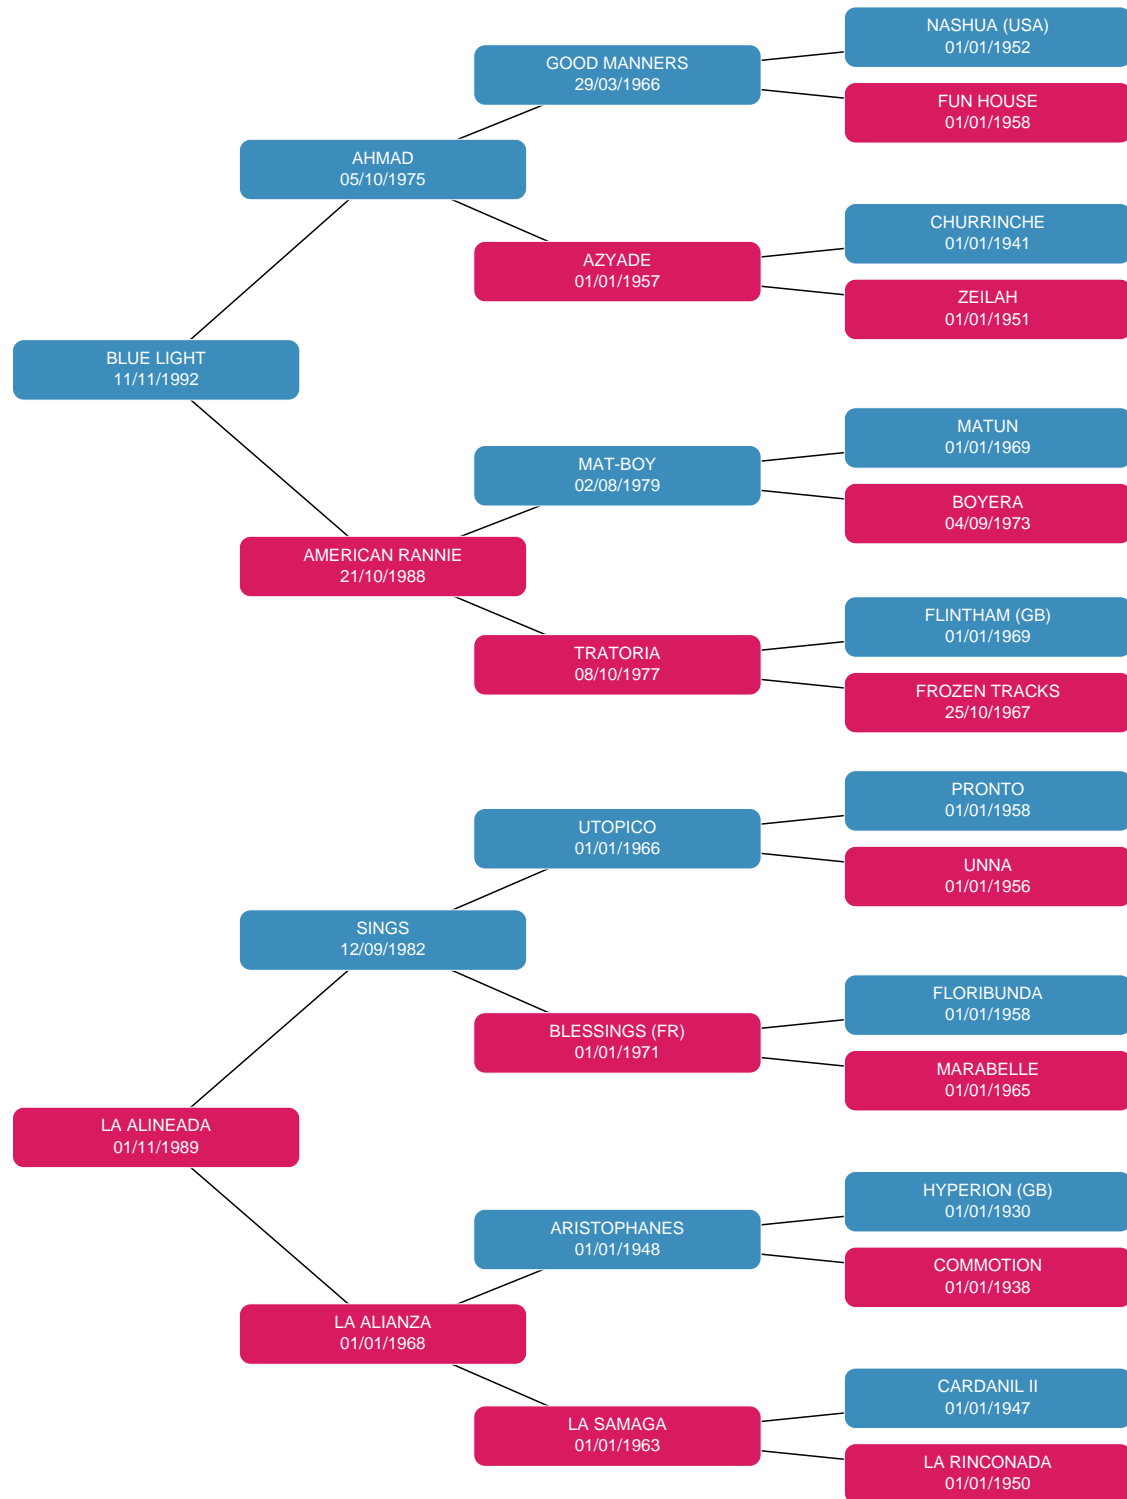 NASHUA (USA)
01/01/1952
GOOD MANNERS
29/03/1966
FUN HOUSE
01/01/1958
AHMAD
05/10/1975
CHURRINCHE
01/01/1941
AZYADE
01/01/1957
ZEILAH
01/01/1951
BLUE LIGHT
11/11/1992
MATUN
01/01/1969
MAT-BOY
02/08/1979
BOYERA
04/09/1973
AMERICAN RANNIE
21/10/1988
FLINTHAM (GB)
01/01/1969
TRATORIA
08/10/1977
FROZEN TRACKS
25/10/1967
PRONTO
01/01/1958
UTOPICO
01/01/1966
UNNA
01/01/1956
SINGS
12/09/1982
FLORIBUNDA
01/01/1958
BLESSINGS (FR)
01/01/1971
MARABELLE
01/01/1965
LA ALINEADA
01/11/1989
HYPERION (GB)
01/01/1930
ARISTOPHANES
01/01/1948
COMMOTION
01/01/1938
LA ALIANZA
01/01/1968
CARDANIL II
01/01/1947
LA SAMAGA
01/01/1963
LA RINCONADA
01/01/1950